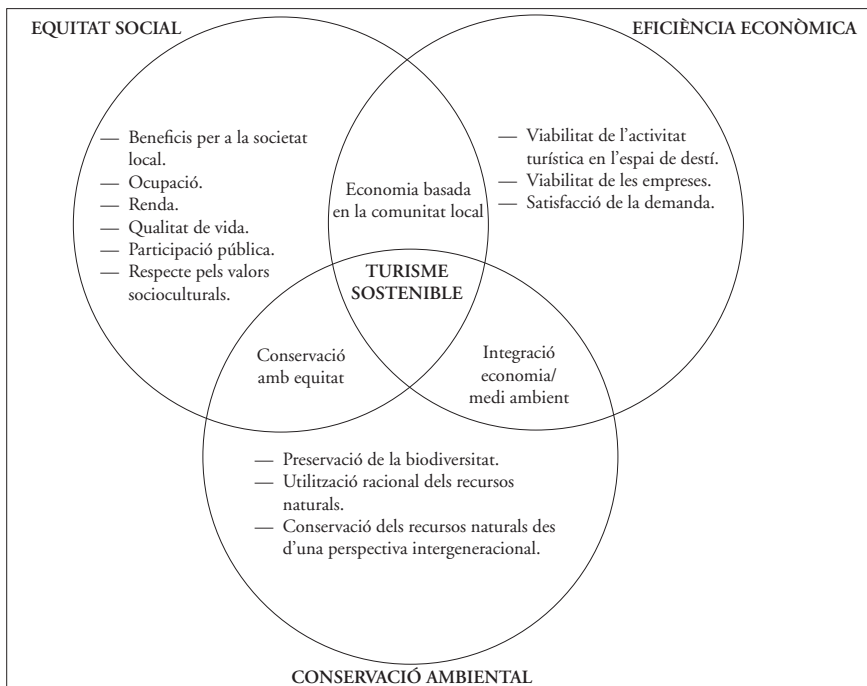 EQUITAT SOCIAL
EFICIÈNCIA ECONÒMICA
— Beneficis per a la societat
local.
— Ocupació.
— Renda.
— Qualitat de vida.
— Participació pública.
— Respecte pels valors
socioculturals.
Economia basada
en la comunitat local
— Viabilitat de l’activitat
turística en l’espai de destí.
— Viabilitat de les empreses.
— Satisfacció de la demanda.
TURISME
SOSTENIBLE
Conservació
amb equitat
Integració
economia/
medi ambient
— Preservació de la biodiversitat.
— Utilització racional dels recursos
naturals.
— Conservació dels recursos naturals des
d’una perspectiva intergeneracional.
CONSERVACIÓ AMBIENTAL